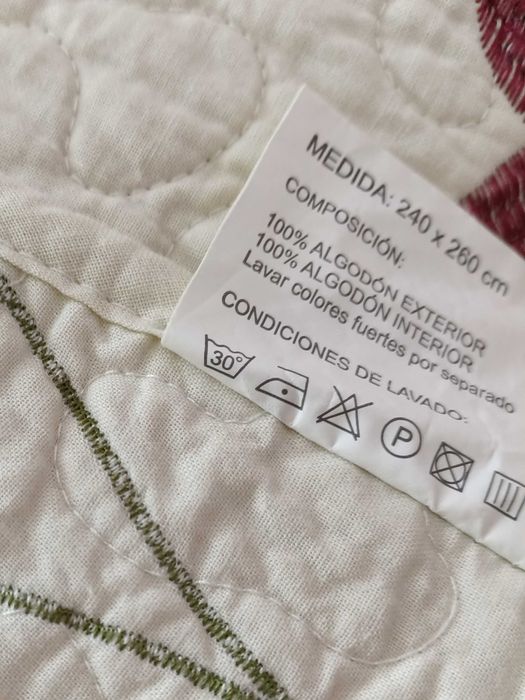 MEDIDA: 240 x 260 cm
COMPOSICIÓN:
100% ALGODÓN EXTERIOR
100% ALGODÓN INTERIOR
Lavar colores fuertes por separado
CONDICIONES DE LAVADO:
30°
P